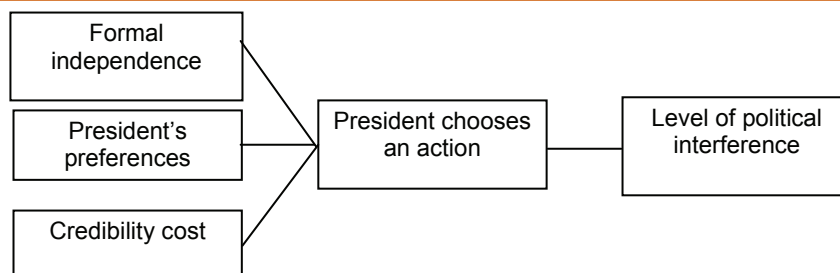 Formal
independence
President's
preferences
Credibility cost
President chooses
an action
Level of political
interference